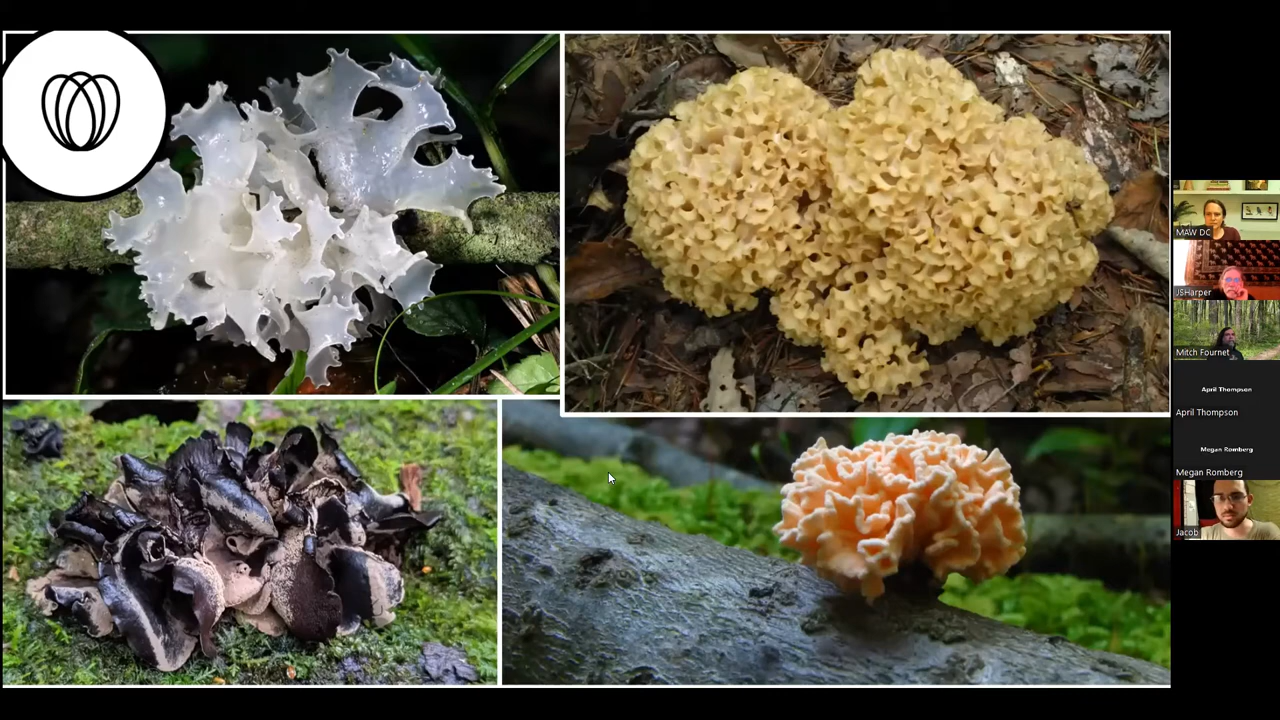 MAW DC
JSHarper
Mitch Fournet
April Thompson
April Thompson
Megan Romberg
Megan Romberg
Jacob